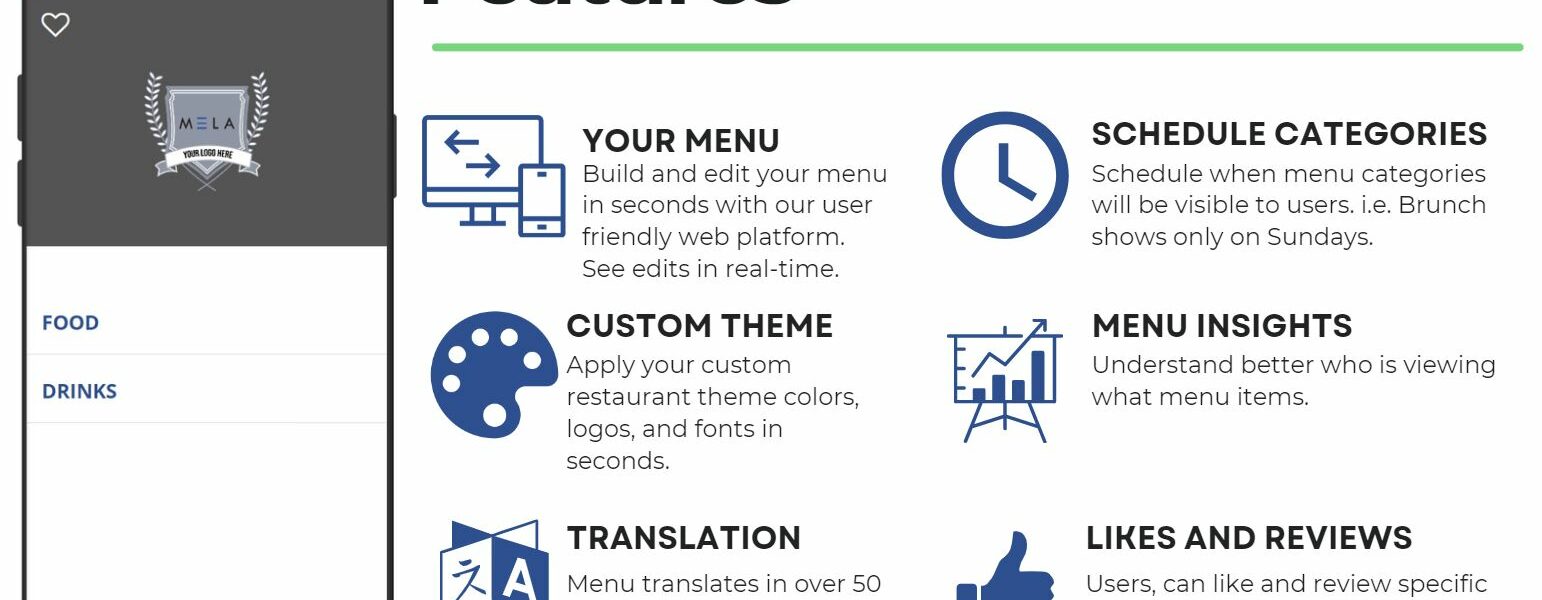 Features
MELA
YOUR LOGO HERE
FOOD
DRINKS
YOUR MENU
Build and edit your menu
in seconds with our user
friendly web platform.
See edits in real-time.
SCHEDULE CATEGORIES
Schedule when menu categories
will be visible to users. i.e. Brunch
shows only on Sundays.
CUSTOM THEME
Apply your custom
restaurant theme colors,
logos, and fonts in
seconds.
MENU INSIGHTS
Understand better who is viewing
what menu items.
A
TRANSLATION
Menu translates in over 50
LIKES AND REVIEWS
Users, can like and review specific